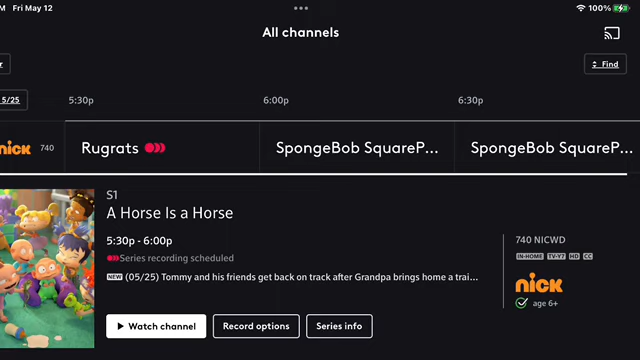 M Fri May 12 100%
All channels
r Find
5/25 5:30p 6:00p 6:30p
nick 740 Rugrats SpongeBob SquareP... SpongeBob SquareP...
S1
A Horse Is a Horse
5:30p - 6:00p
Series recording scheduled
NEW (05/25) Tommy and his friends get back on track after Grandpa brings home a trai...
740 NICWD
IN-HOME TV-Y7 HD CC
nick
age 6+
Watch channel Record options Series info